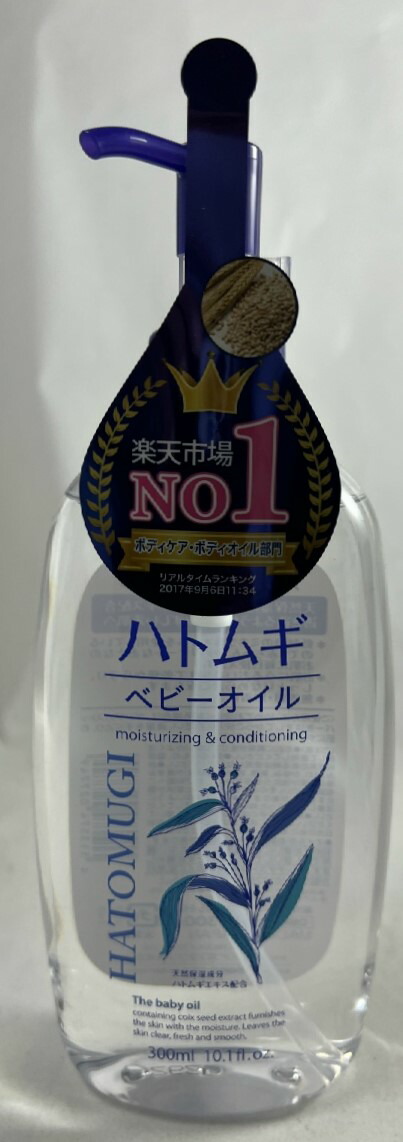 楽天市場
NO1
ボディケア・ボディオイル部門
リアルタイムランキング
2017年9月6日11:34
ハトムギ
ベビーオイル
moisturizing & conditioning
HATOMUGI
天然保湿成分
ハトムギエキス配合
The baby oil
containing coix seed extract furnishes
the skin with the moisture. Leaves the
skin clear, fresh and smooth.
300ml 10.1fl.oz.